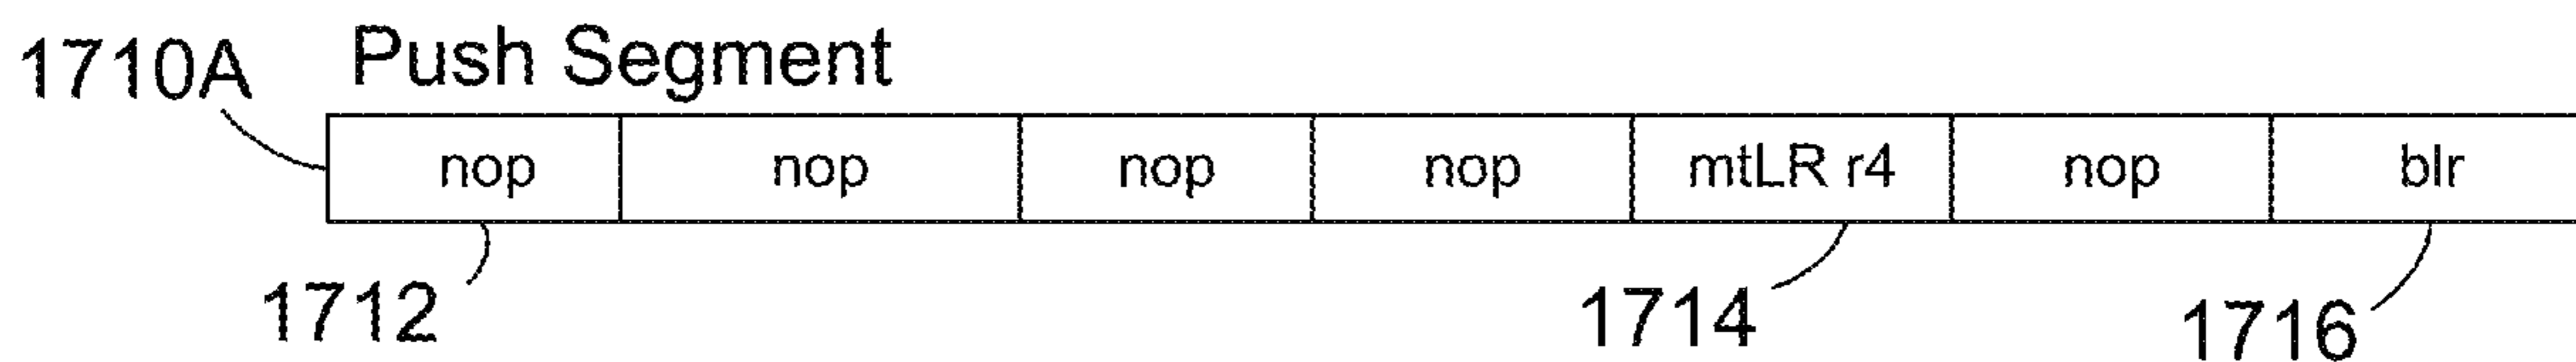 1710A Push Segment
nop nop nop nop mtLR r4 nop blr
1712 1714 1716